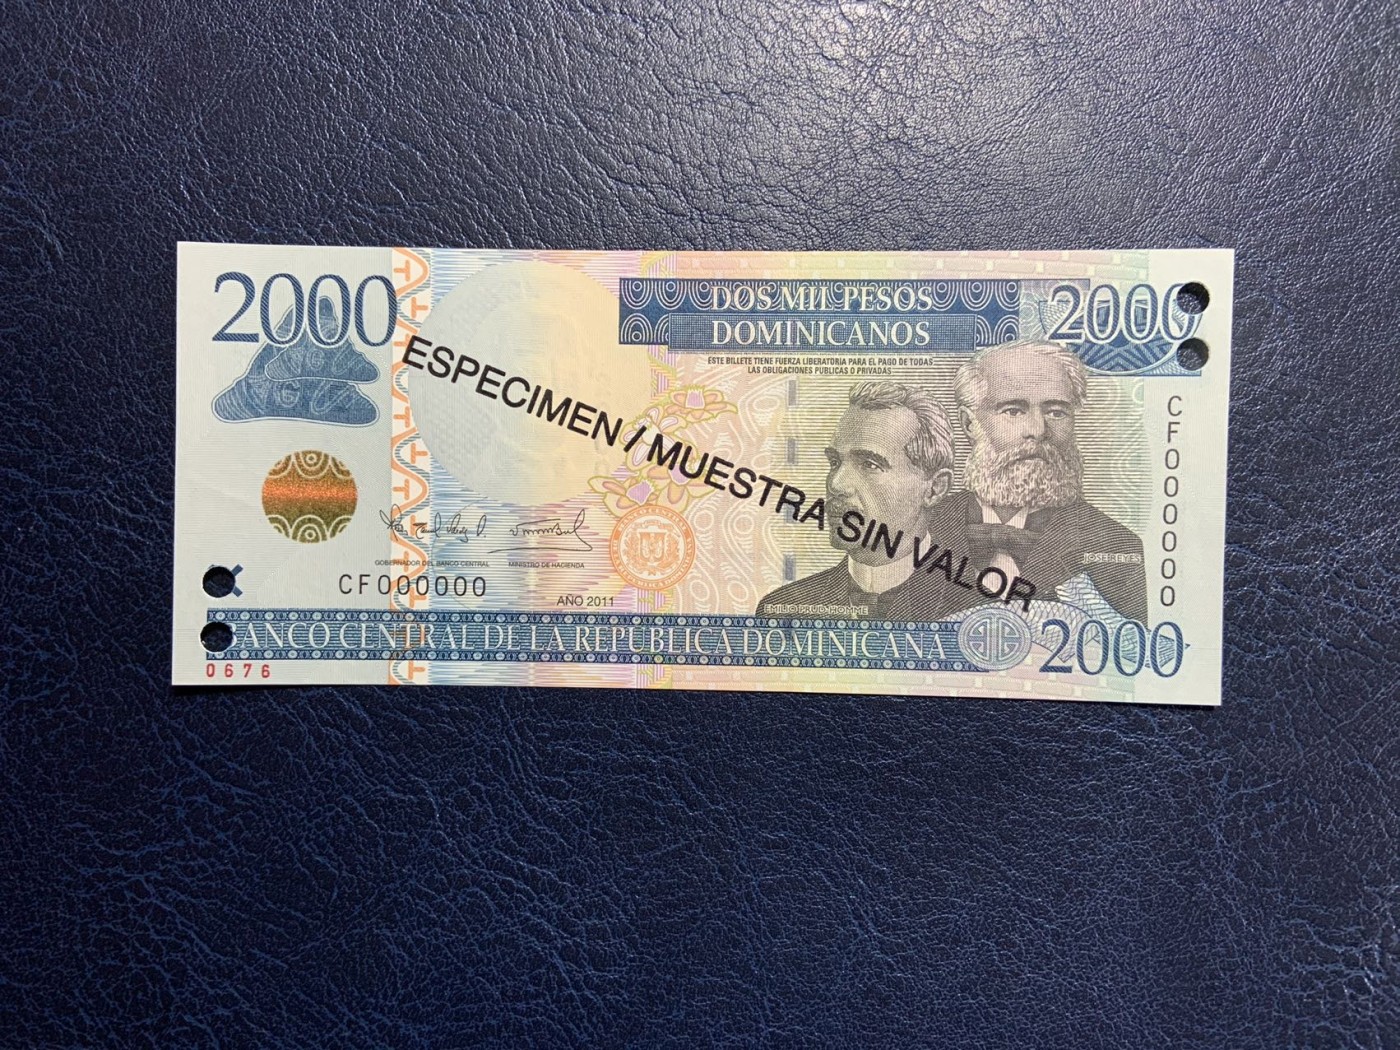 2000
DOS MIL PESOS
DOMINICANOS
2000
ESTE BILLETE TIENE FUERZA LIBERATORIA PARA EL PAGO DE TODAS
LAS OBLIGACIONES PUBLICAS O PRIVADAS
ESPECIMEN / MUESTRA SIN VALOR
CF000000
GOBERNADOR DEL BANCO CENTRAL
MINISTRO DE HACIENDA
JOSE REYES
CF000000
AÑO 2011
EMILIO PRUD-HOMME
BANCO CENTRAL DE LA REPUBLICA DOMINICANA
2000
0676